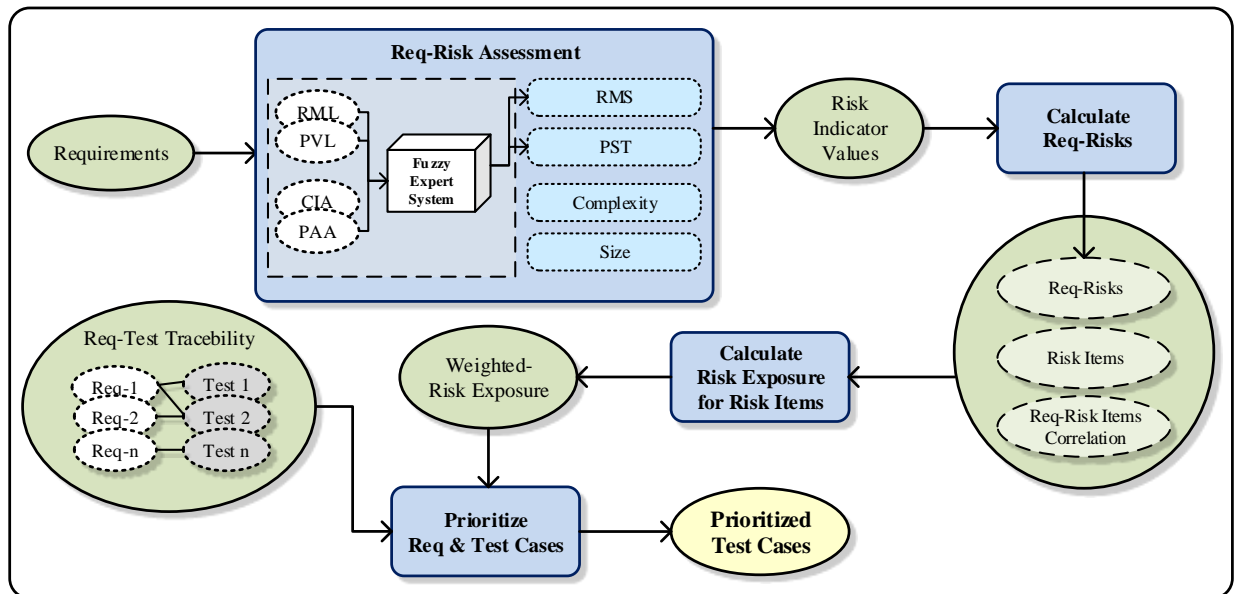 Req-Risk Assessment
Requirements
RML
PVL
CIA
PAA
Fuzzy
Expert
System
RMS
PST
Complexity
Size
Risk
Indicator
Values
Calculate
Req-Risks
Req-Risks
Risk Items
Req-Risk Items
Correlation
Calculate
Risk Exposure
for Risk Items
Weighted-
Risk Exposure
Req-Test Tracebility
Req-1
Test 1
Req-2
Test 2
Req-n
Test n
Prioritize
Req & Test Cases
Prioritized
Test Cases